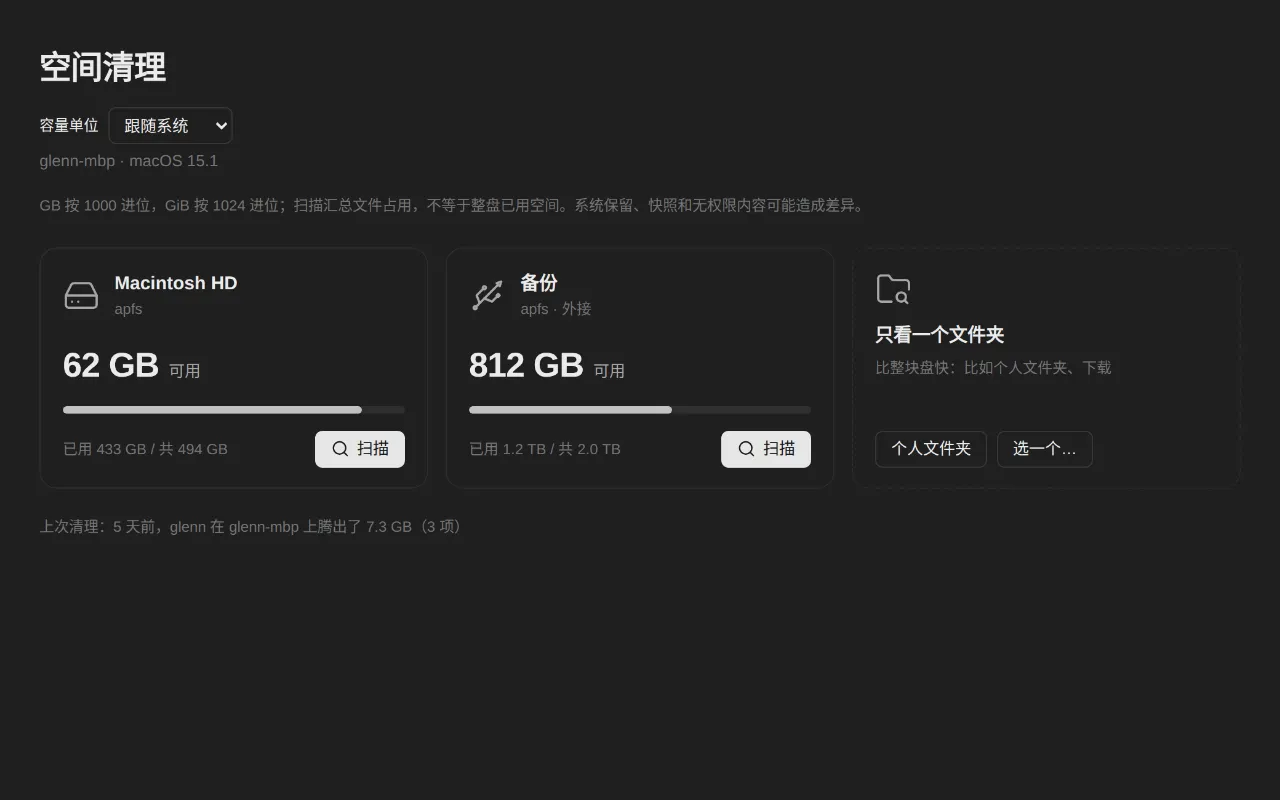 空间清理
容量单位 跟随系统
glenn-mbp · macOS 15.1
GB 按 1000 进位，GiB 按 1024 进位；扫描汇总文件占用，不等于整盘已用空间。系统保留、快照和无权限内容可能造成差异。
Macintosh HD
apfs
62 GB 可用
已用 433 GB / 共 494 GB
扫描
备份
apfs · 外接
812 GB 可用
已用 1.2 TB / 共 2.0 TB
扫描
只看一个文件夹
比整块盘快：比如个人文件夹、下载
个人文件夹
选一个…
上次清理：5 天前，glenn 在 glenn-mbp 上腾出了 7.3 GB（3 项）